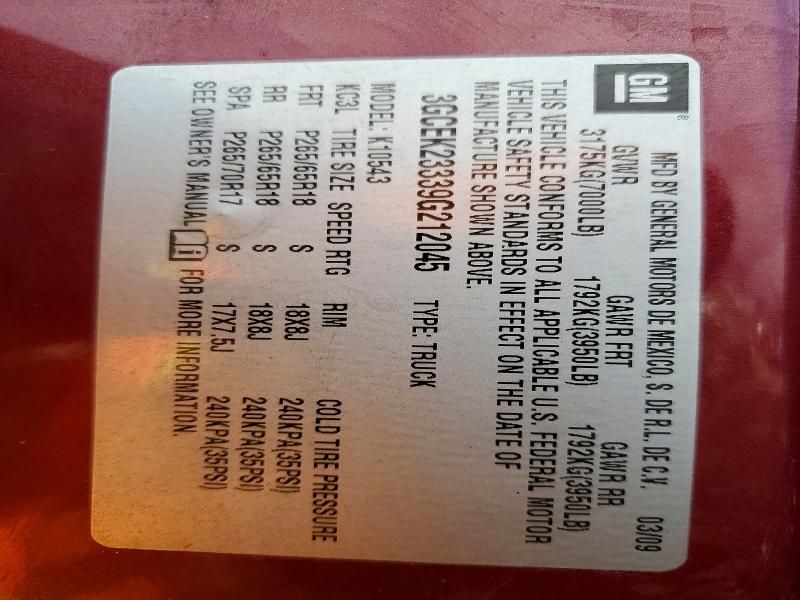 GM
MFD BY GENERAL MOTORS DE MEXICO, S. DE R.L. DE C.V. 03/09
GVWR GAWR FRT GAWR RR
3175KG(7000LB) 1792KG(3950LB) 1792KG(3950LB)
THIS VEHICLE CONFORMS TO ALL APPLICABLE U.S. FEDERAL MOTOR
VEHICLE SAFETY STANDARDS IN EFFECT ON THE DATE OF
MANUFACTURE SHOWN ABOVE.
3GCEK23339G212045 TYPE: TRUCK
MODEL: K10543
KC3L TIRE SIZE SPEED RTG RIM COLD TIRE PRESSURE
FRT P265/65R18 S 18X8J 240KPA(35PSI)
RR P265/65R18 S 18X8J 240KPA(35PSI)
SPA P265/70R17 S 17X7.5J 240KPA(35PSI)
SEE OWNER'S MANUAL FOR MORE INFORMATION.